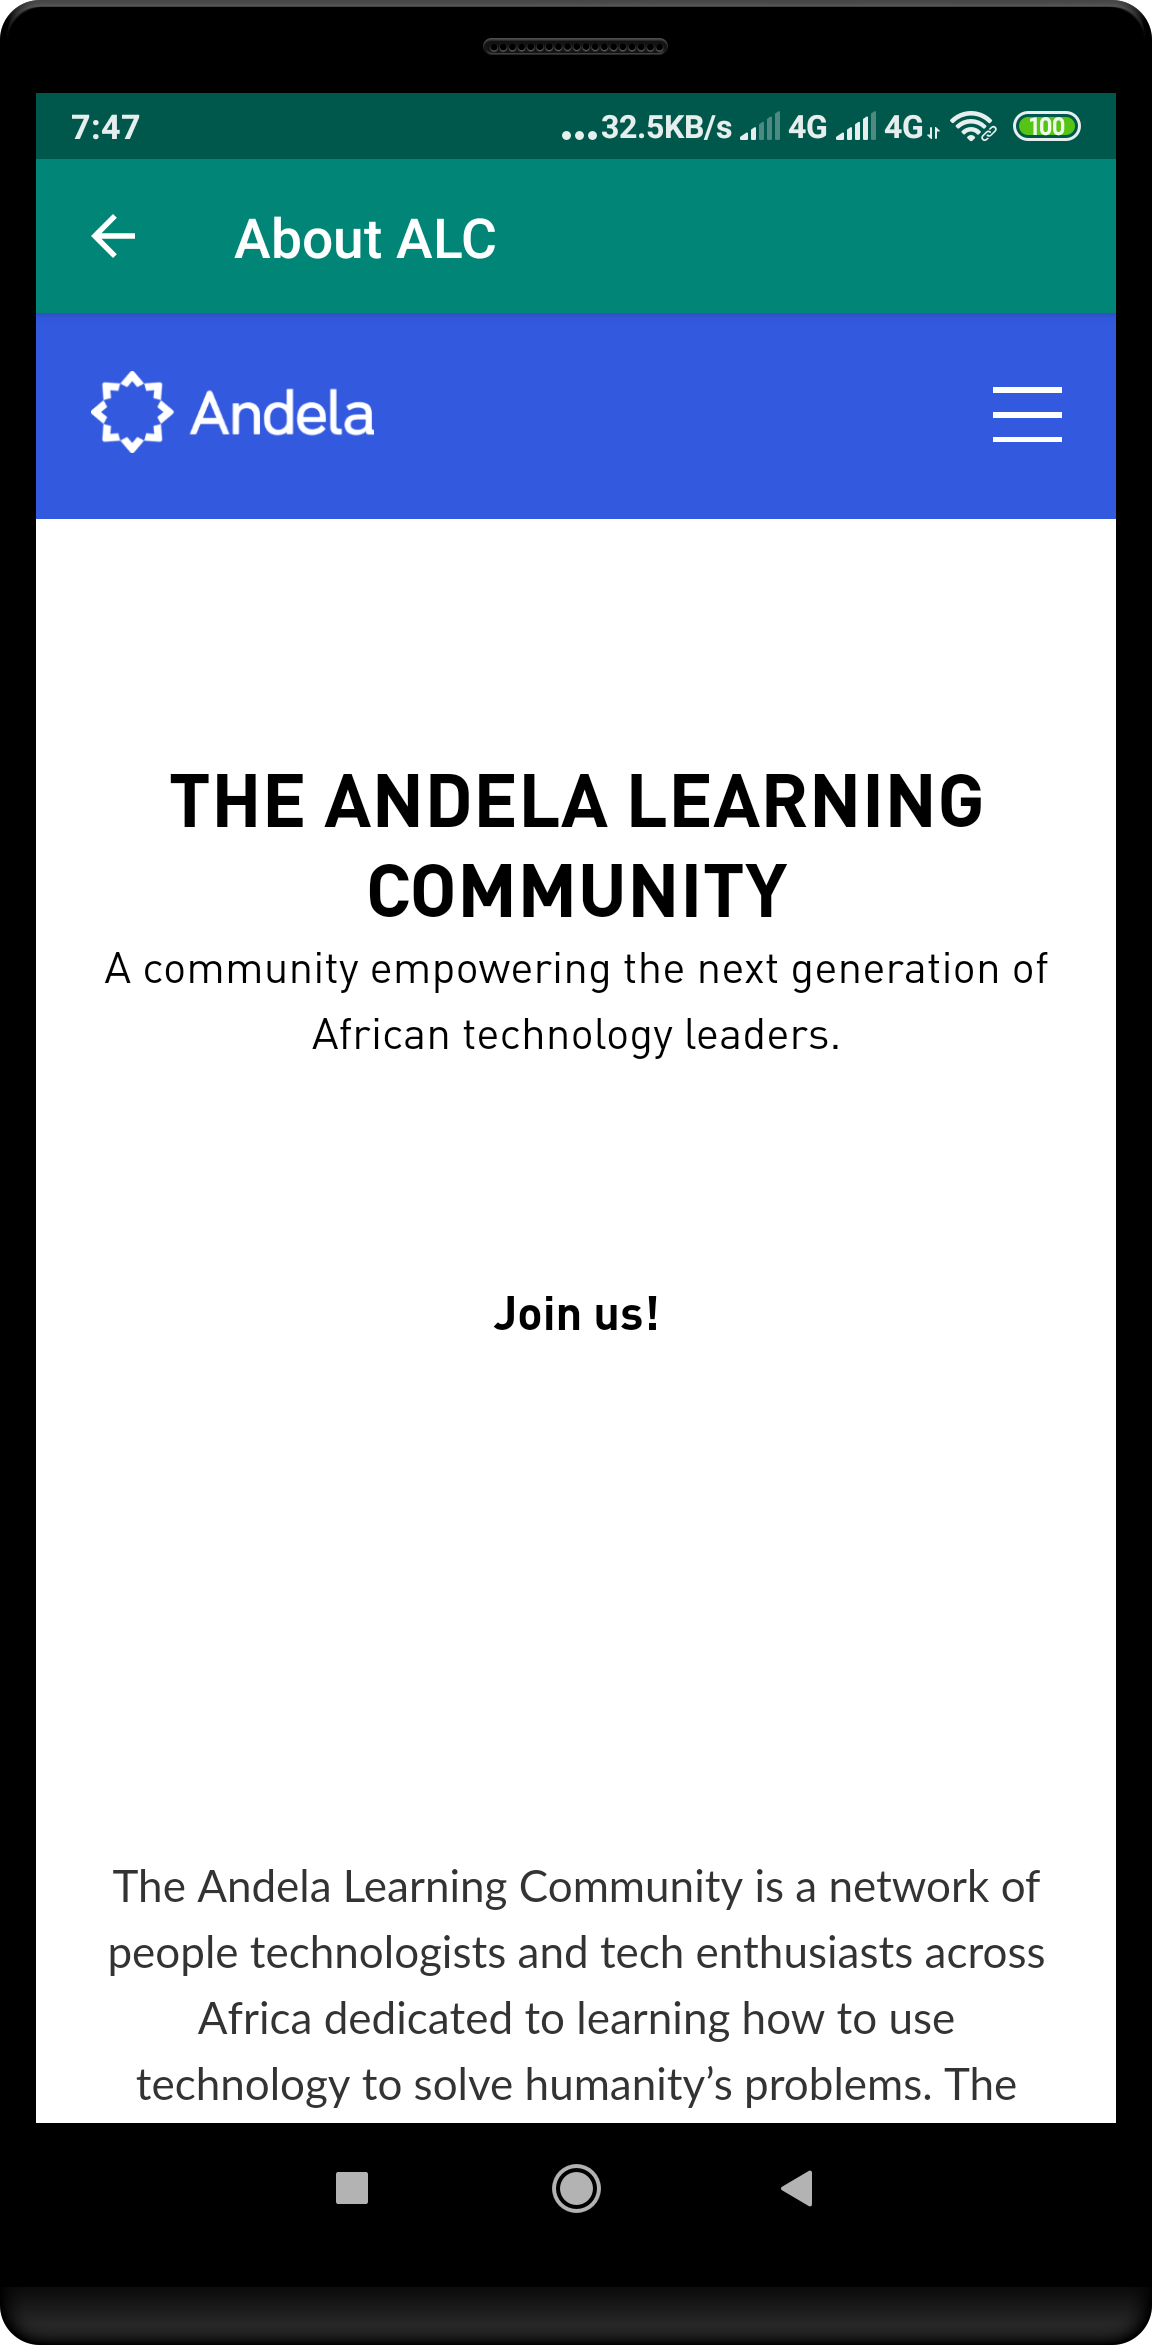 7:47 ...32.5KB/s 4G 4G 100
About ALC
Andela
THE ANDELA LEARNING
COMMUNITY
A community empowering the next generation of
African technology leaders.
Join us!
The Andela Learning Community is a network of
people technologists and tech enthusiasts across
Africa dedicated to learning how to use
technology to solve humanity’s problems. The